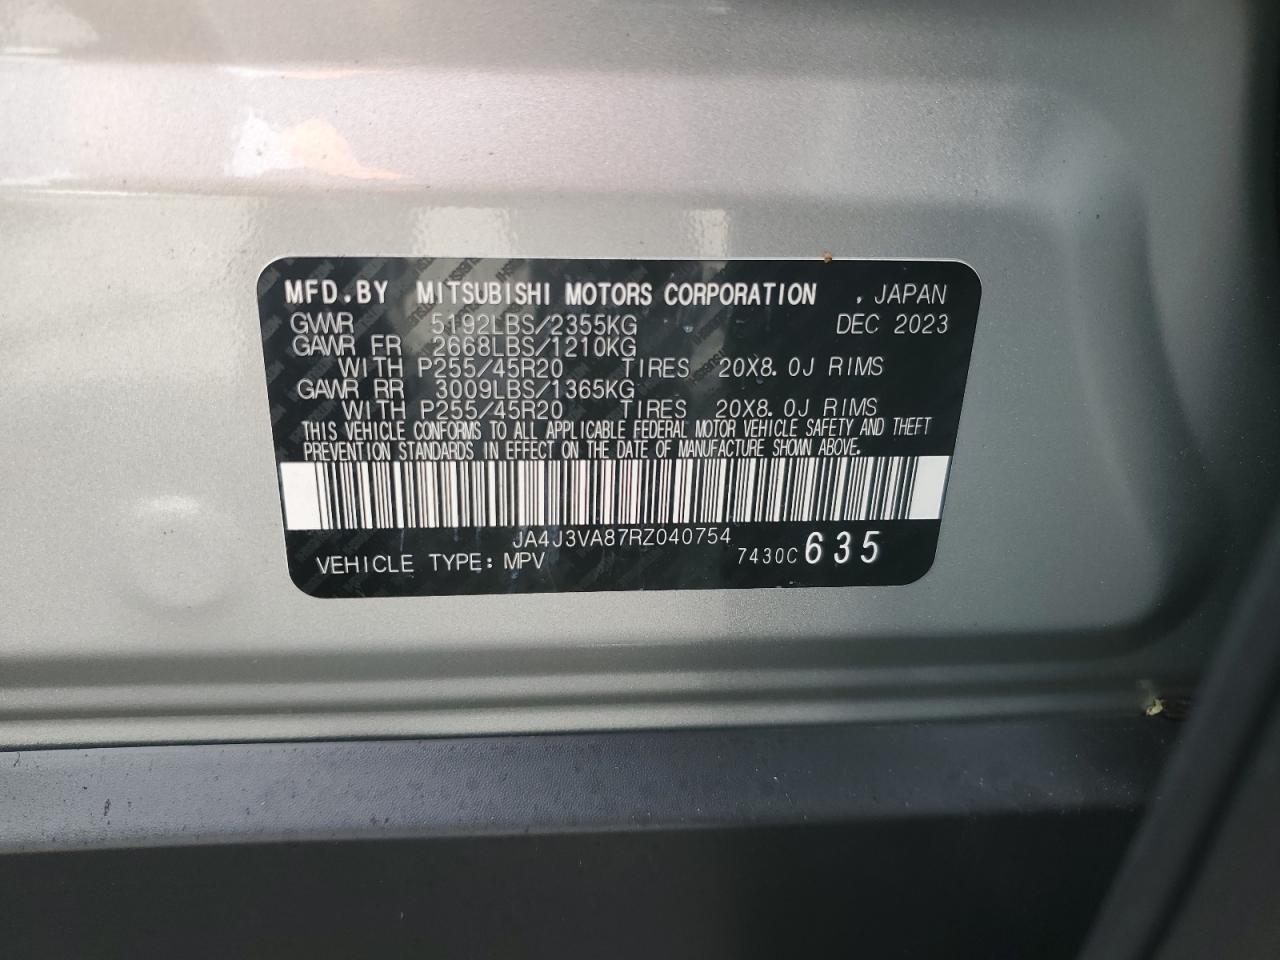 MFD.BY MITSUBISHI MOTORS CORPORATION , JAPAN
GVWR 5192LBS/2355KG DEC 2023
GAWR FR 2668LBS/1210KG
WITH P255/45R20 TIRES 20X8.0J RIMS
GAWR RR 3009LBS/1365KG
WITH P255/45R20 TIRES 20X8.0J RIMS
THIS VEHICLE CONFORMS TO ALL APPLICABLE FEDERAL MOTOR VEHICLE SAFETY AND THEFT
PREVENTION STANDARDS IN EFFECT ON THE DATE OF MANUFACTURE SHOWN ABOVE.
JA4J3VA87RZ040754
VEHICLE TYPE: MPV 7430C 635